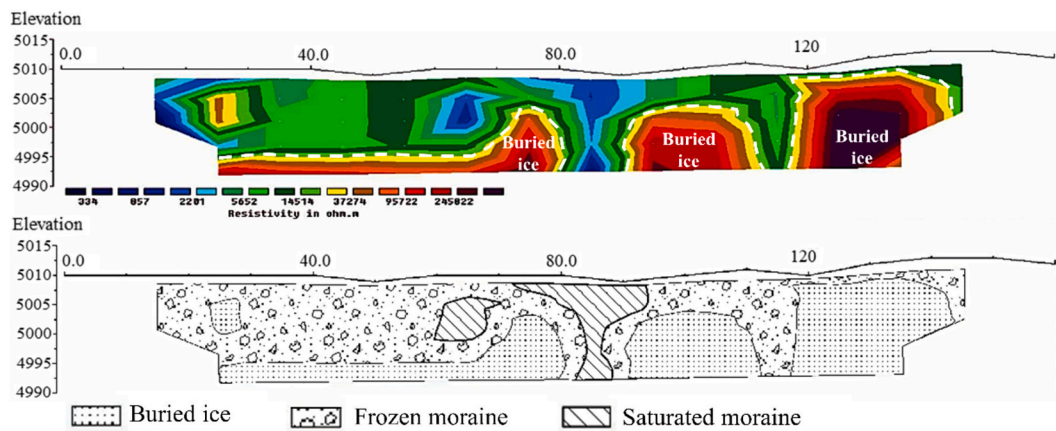 Elevation
5015
0.0 40.0 80.0 120
5010
5005
5000
4995
4990
Buried ice
Buried ice
Buried ice
334 857 2201 5652 14514 37274 95722 245822
Resistivity in ohm.m
Elevation
5015
0.0 40.0 80.0 120
5010
5005
5000
4995
4990
Buried ice Frozen moraine Saturated moraine